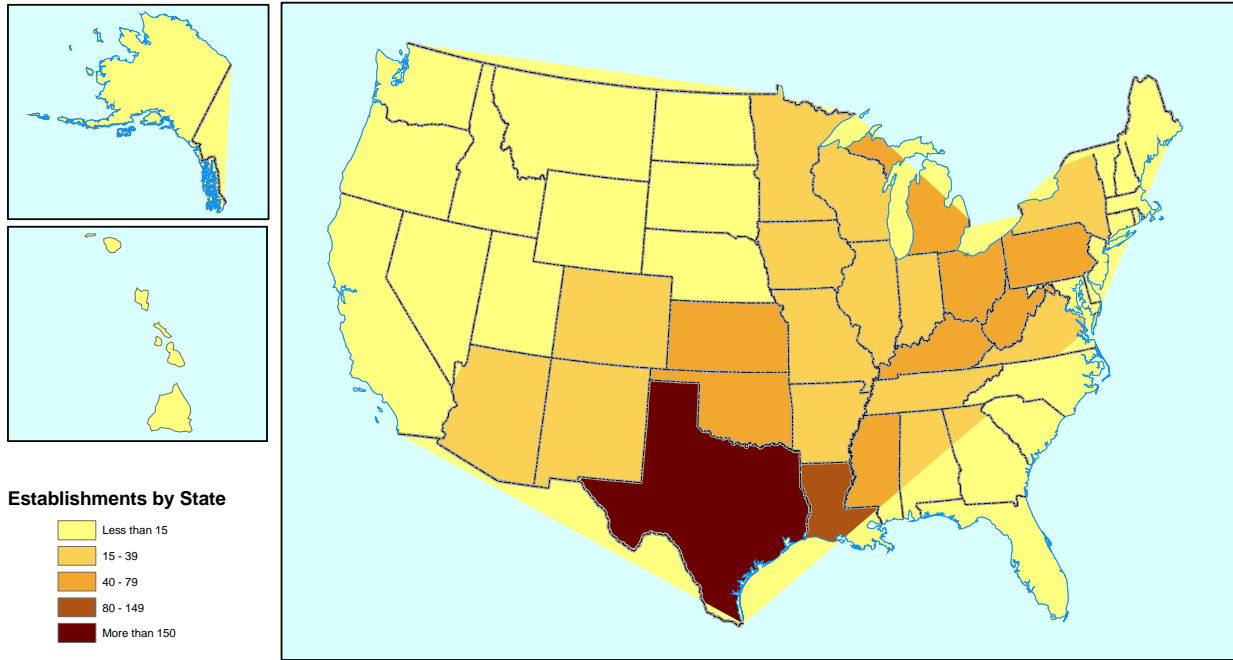 Establishments by State
Less than 15
15 - 39
40 - 79
80 - 149
More than 150